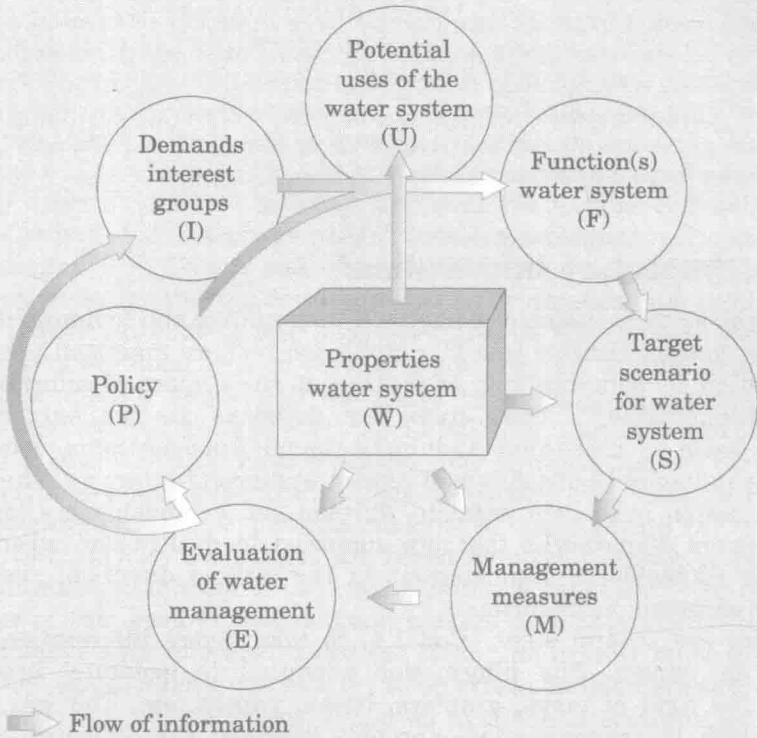 Potential
uses of the
water system
(U)
Demands
interest
groups
(I)
Function(s)
water system
(F)
Policy
(P)
Properties
water system
(W)
Target
scenario
for water
system
(S)
Evaluation
of water
management
(E)
Management
measures
(M)
Flow of information